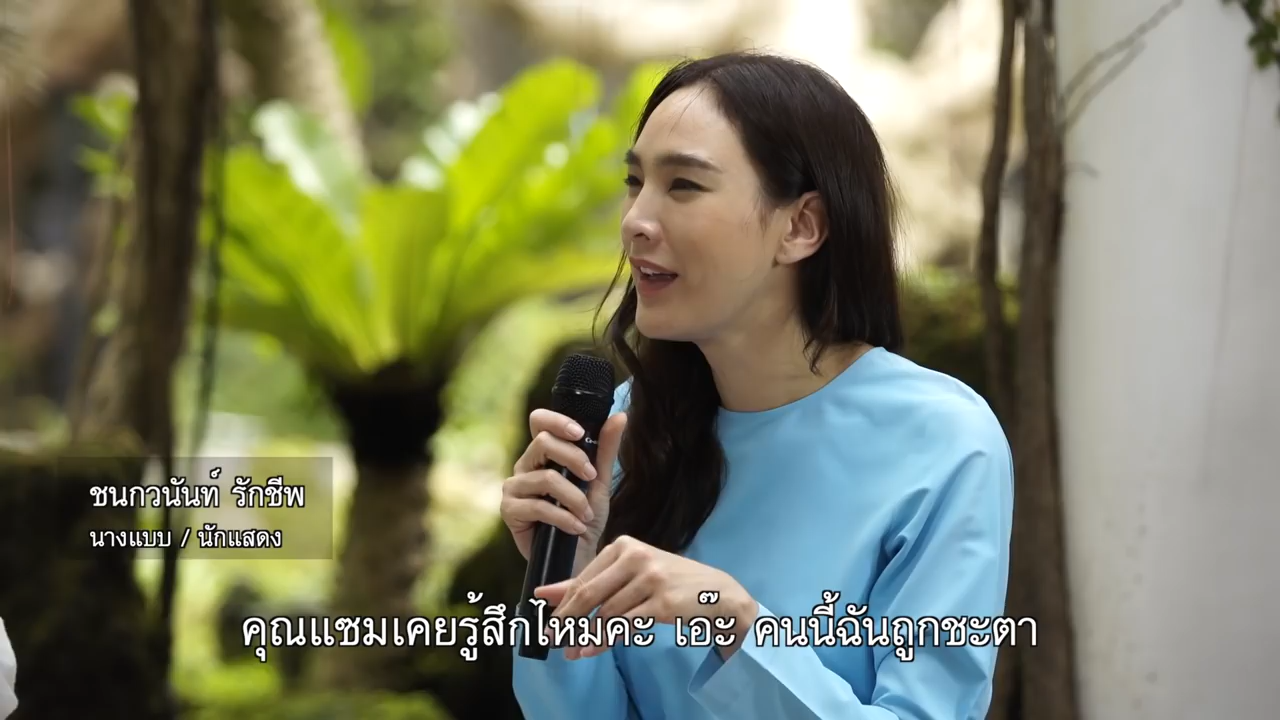 ชนกวนันท์ รักชีพ
นางแบบ / นักแสดง
คุณแซมเคยรู้สึกไหมคะ เอ๊ะ คนนี้ฉันถูกชะตา